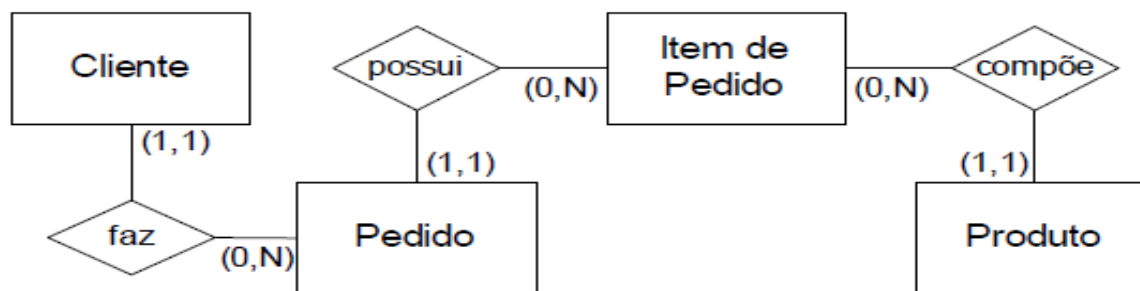 Cliente
(1,1)
faz
(0,N)
Pedido
(1,1)
possui
(0,N)
Item de
Pedido
(0,N)
compõe
(1,1)
Produto